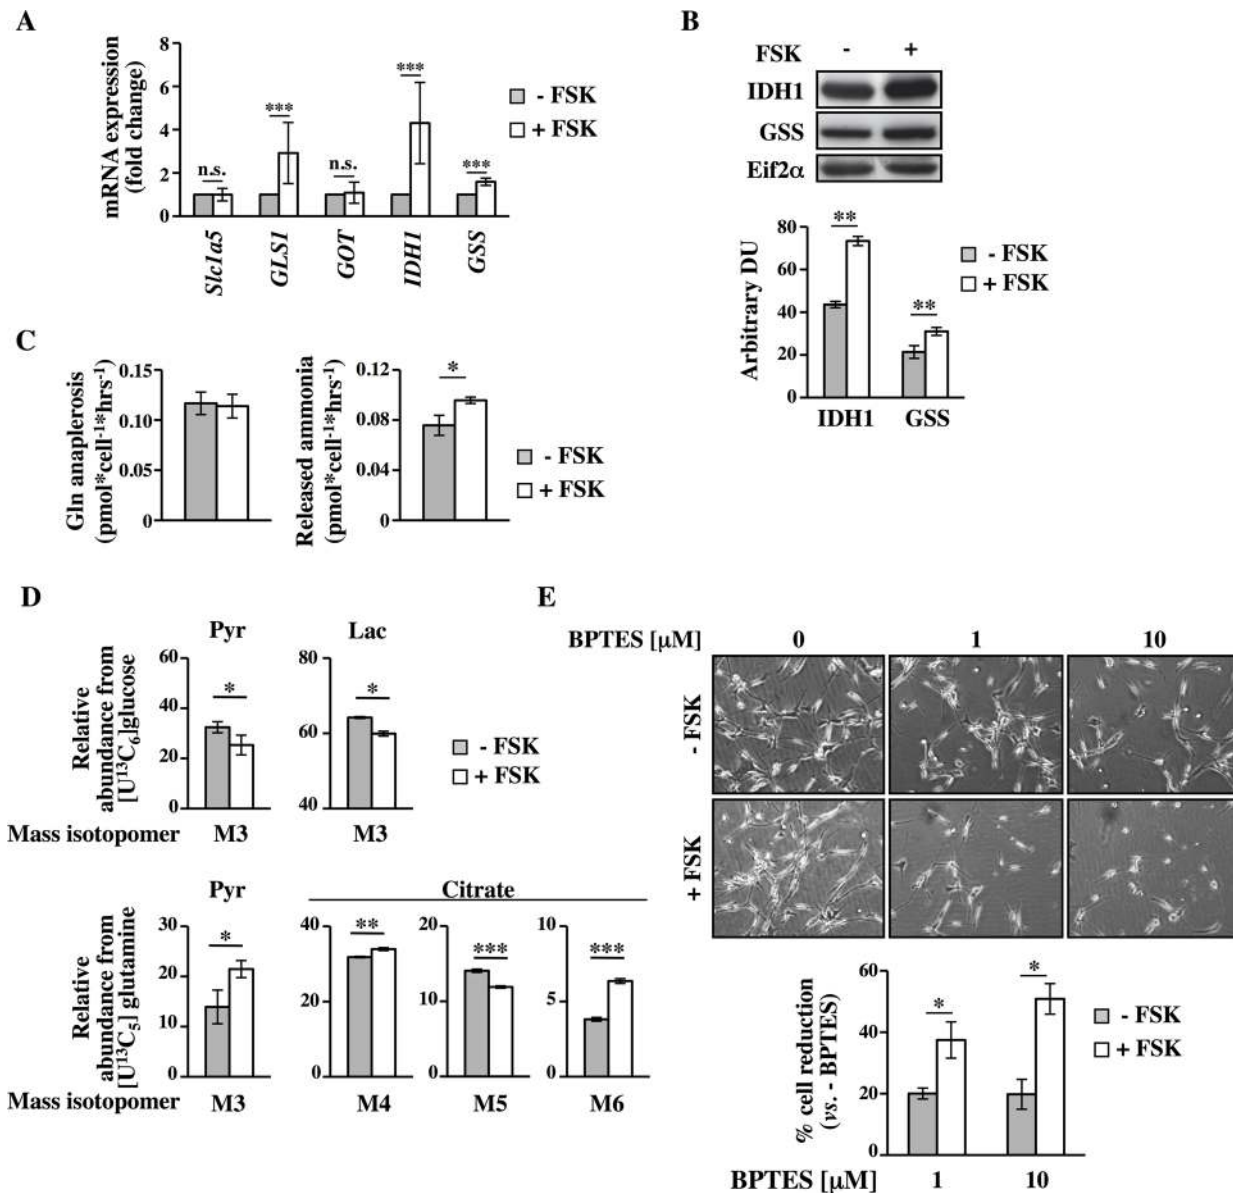 A
mRNA expression
(fold change)
8
6
4
2
0
n.s.
***
n.s.
***
***
- FSK
+ FSK
Slc1a5
GLS1
GOT
IDH1
GSS
B
FSK - +
IDH1
GSS
Eif2α
Arbitrary DU
80
60
40
20
0
**
**
- FSK
+ FSK
IDH1 GSS
C
Gln anaplerosis
(pmol*cell⁻¹*hrs⁻¹)
0.15
0.10
0.05
0
Released ammonia
(pmol*cell⁻¹*hrs⁻¹)
0.12
0.08
0.04
0
*
- FSK
+ FSK
D
Relative
abundance from
[U¹³C₆]glucose
Pyr
60
40
20
0
*
Lac
80
60
40
*
- FSK
+ FSK
Mass isotopomer M3 M3
Relative
abundance from
[U¹³C₅] glutamine
Pyr
30
20
10
0
*
Citrate
40
20
0
**
20
10
0
***
10
5
0
***
Mass isotopomer M3 M4 M5 M6
E
BPTES [µM] 0 1 10
- FSK
+ FSK
% cell reduction
(vs. - BPTES)
60
40
20
0
*
*
- FSK
+ FSK
BPTES [µM] 1 10